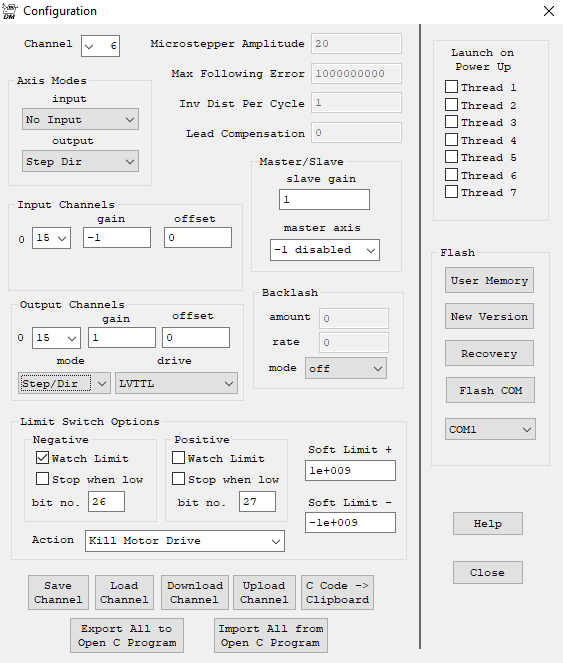 DM
Configuration
Channel 6
Microstepper Amplitude 20
Max Following Error 1000000000
Inv Dist Per Cycle 1
Lead Compensation 0
Axis Modes
input
No Input
output
Step Dir
Master/Slave
slave gain
1
master axis
-1 disabled
Input Channels
gain offset
0 15 -1 0
Output Channels
gain offset
0 15 1 0
mode drive
Step/Dir LVTTL
Backlash
amount 0
rate 0
mode off
Limit Switch Options
Negative
Watch Limit
Stop when low
bit no. 26
Positive
Watch Limit
Stop when low
bit no. 27
Soft Limit +
1e+009
Soft Limit -
-1e+009
Action Kill Motor Drive
Save
Channel
Load
Channel
Download
Channel
Upload
Channel
C Code ->
Clipboard
Export All to
Open C Program
Import All from
Open C Program
Launch on
Power Up
Thread 1
Thread 2
Thread 3
Thread 4
Thread 5
Thread 6
Thread 7
Flash
User Memory
New Version
Recovery
Flash COM
COM1
Help
Close